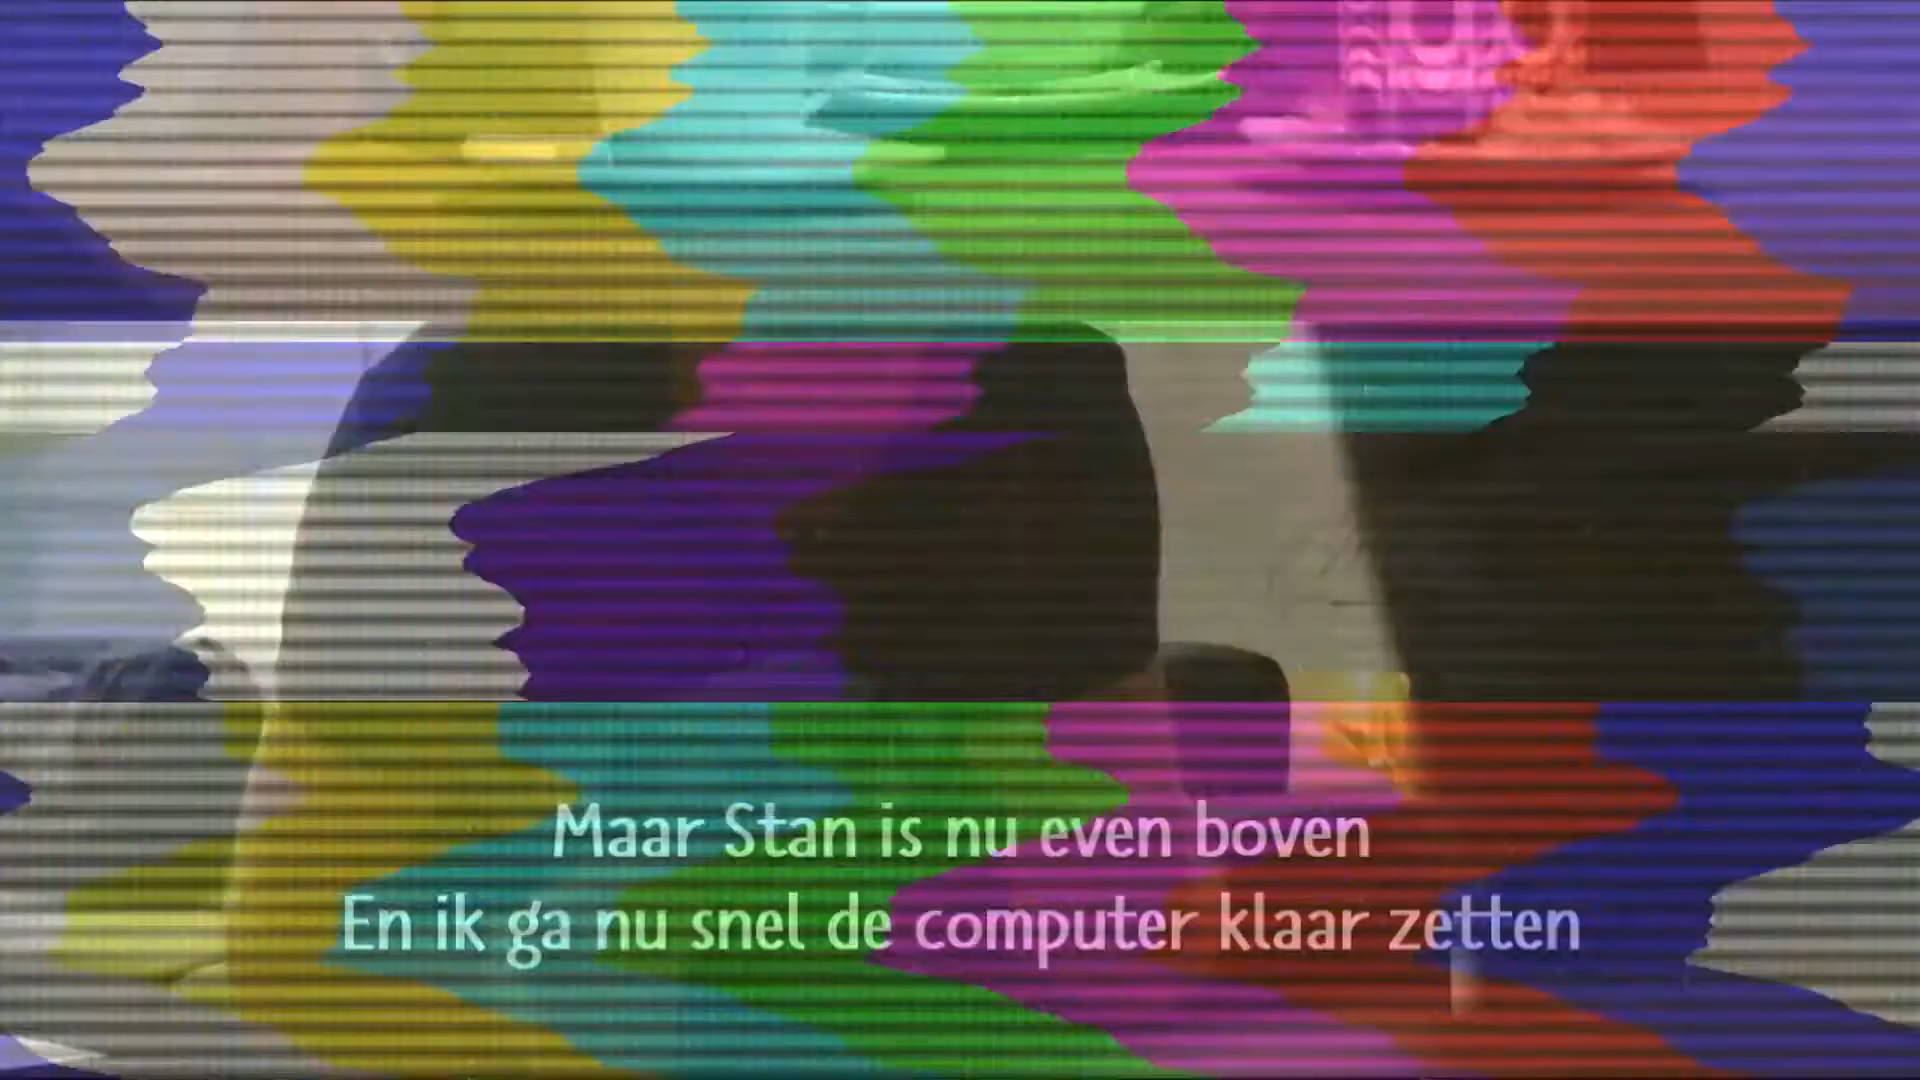 Maar Stan is nu even boven
En ik ga nu snel de computer klaar zetten